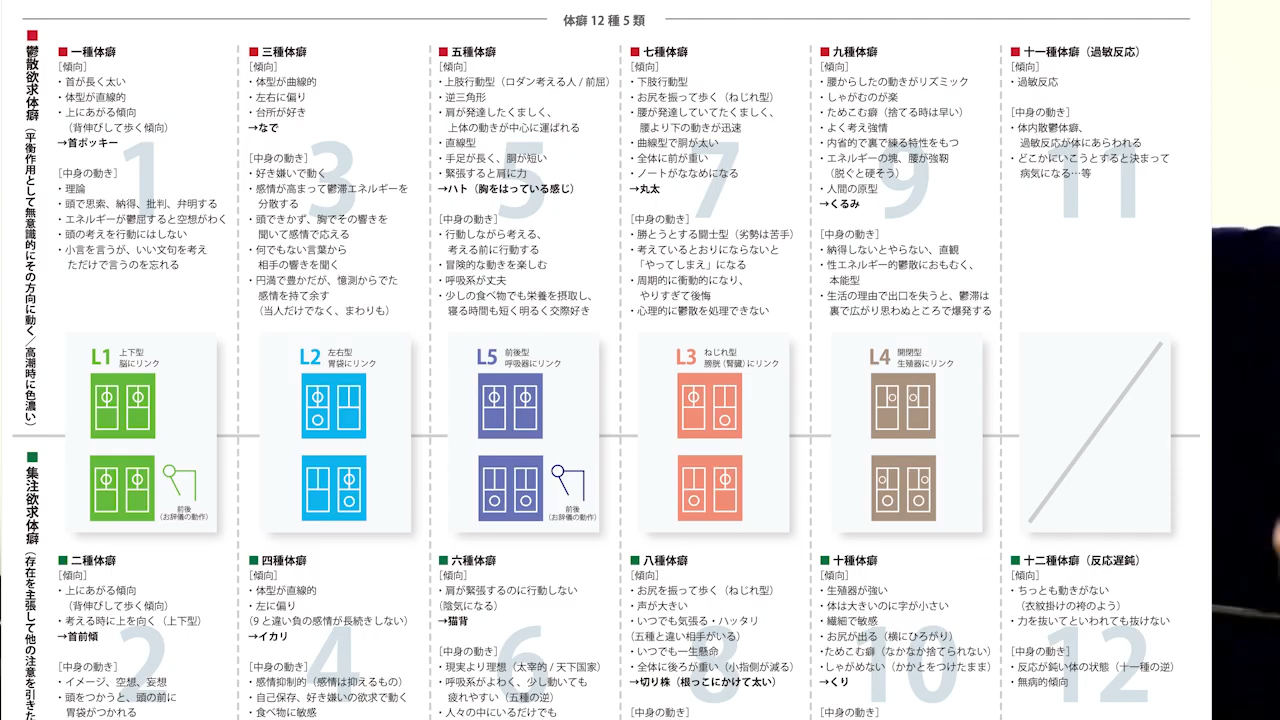 体癖 12 種 5 類
■ 鬱散欲求体癖（平衡作用として無意識的にその方向に動く／高潮時に色濃い）
■ 一種体癖
［傾向］
・首が長く太い
・体型が直線的
・上にあがる傾向
（背伸びして歩く傾向）
→首ポッキー
［中身の動き］
・理論
・頭で思索、納得、批判、弁明する
・エネルギーが鬱屈すると空想がわく
・頭の考えを行動にはしない
・小言を言うが、いい文句を考え
ただけで言うのを忘れる
1
■ 三種体癖
［傾向］
・体型が曲線的
・左右に偏り
・台所が好き
→なで
［中身の動き］
・好き嫌いで動く
・感情が高まって鬱滞エネルギーを
分散する
・頭できかず、胸でその響きを
聞いて感情で応える
・何でもない言葉から
相手の響きを聞く
・円満で豊かだが、憶測からでた
感情を持て余す
（当人だけでなく、まわりも）
3
■ 五種体癖
［傾向］
・上肢行動型（ロダン考える人 / 前屈）
・逆三角形
・肩が発達したくましく、
上体の動きが中心に運ばれる
・直線型
・手足が長く、胴が短い
・緊張すると肩に力
→ハト（胸をはっている感じ）
［中身の動き］
・行動しながら考える、
考える前に行動する
・冒険的な動きを楽しむ
・呼吸系が丈夫
・少しの食べ物でも栄養を摂取し、
寝る時間も短く明るく交際好き
5
■ 七種体癖
［傾向］
・下肢行動型
・お尻を振って歩く（ねじれ型）
・腰が発達していてたくましく、
腰より下の動きが迅速
・曲線型で胴が太い
・全体に前が重い
・ノートがななめになる
→丸太
［中身の動き］
・勝とうとする闘士型（劣勢は苦手）
・考えているとおりにならないと
「やってしまえ」になる
・周期的に衝動的になり、
やりすぎて後悔
・心理的に鬱散を処理できない
7
■ 九種体癖
［傾向］
・腰からしたの動きがリズミック
・しゃがむのが楽
・ためこむ癖（捨てる時は早い）
・よく考え強情
・内省的で裏で練る特性をもつ
・エネルギーの塊、腰が強靭
（脱ぐと硬そう）
・人間の原型
→くるみ
［中身の動き］
・納得しないとやらない、直観
・性エネルギー的鬱散におもむく、
本能型
・生活の理由で出口を失うと、鬱滞は
裏で広がり思わぬところで爆発する
9
■ 十一種体癖（過敏反応）
［傾向］
・過敏反応
［中身の動き］
・体内散鬱体癖、
過敏反応が体にあらわれる
・どこかにいこうとすると決まって
病気になる…等
11
L1 上下型
脳にリンク
前後
（お辞儀の動作）
L2 左右型
胃袋にリンク
L5 前後型
呼吸器にリンク
前後
（お辞儀の動作）
L3 ねじれ型
膀胱（腎臓）にリンク
L4 開閉型
生殖器にリンク
■ 集注欲求体癖（存在を主張して他の注意を引きた
■ 二種体癖
［傾向］
・上にあがる傾向
（背伸びして歩く傾向）
・考える時に上を向く（上下型）
→首前傾
［中身の動き］
・イメージ、空想、妄想
・頭をつかうと、頭の前に
胃袋がつかれる
2
■ 四種体癖
［傾向］
・体型が直線的
・左に偏り
（9 と違い負の感情が長続きしない）
→イカリ
［中身の動き］
・感情抑制的（感情は抑えるもの）
・自己保存、好き嫌いの欲求で動く
・食べ物に敏感
4
■ 六種体癖
［傾向］
・肩が緊張するのに行動しない
（陰気になる）
→猫背
［中身の動き］
・現実より理想（太宰的 / 天下国家）
・呼吸系がよわく、少し動いても
疲れやすい（五種の逆）
・人々の中にいるだけでも
6
■ 八種体癖
［傾向］
・お尻を振って歩く（ねじれ型）
・声が大きい
・いつでも気張る・ハッタリ
（五種と違い相手がいる）
・いつでも一生懸命
・全体に後ろが重い（小指側が減る）
→切り株（根っこにかけて太い）
［中身の動き］
8
■ 十種体癖
［傾向］
・生殖器が強い
・体は大きいのに字が小さい
・繊細で敏感
・お尻が出る（横にひろがり）
・ためこむ癖（なかなか捨てられない）
・しゃがめない（かかとをつけたまま）
→くり
［中身の動き］
10
■ 十二種体癖（反応遅鈍）
［傾向］
・ちっとも動きがない
（衣紋掛けの袴のよう）
・力を抜いてといわれても抜けない
［中身の動き］
・反応が鈍い体の状態（十一種の逆）
・無病的傾向
12